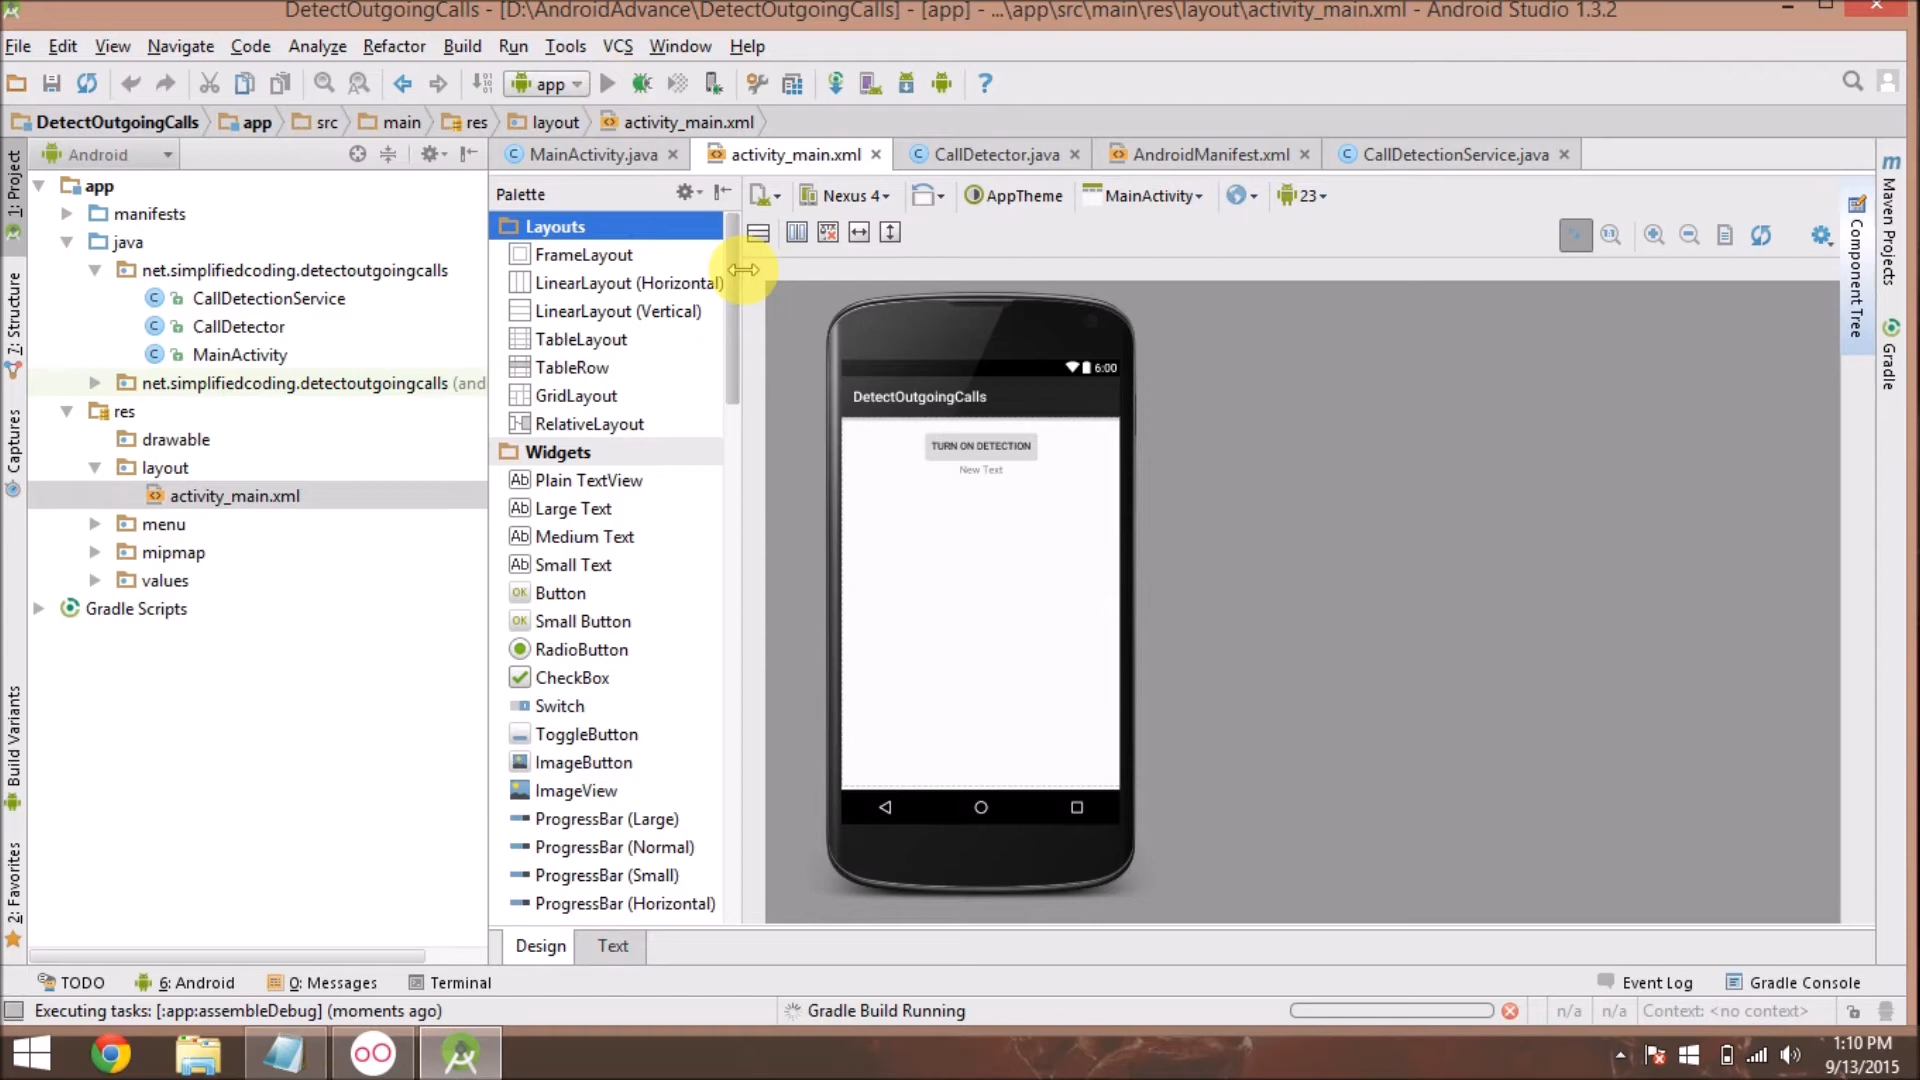 DetectOutgoingCalls - [D:\AndroidAdvance\DetectOutgoingCalls] - [app] - ...\app\src\main\res\layout\activity_main.xml - Android Studio 1.3.2
File Edit View Navigate Code Analyze Refactor Build Run Tools VCS Window Help
app
DetectOutgoingCalls app src main res layout activity_main.xml
Android
MainActivity.java activity_main.xml CallDetector.java AndroidManifest.xml CallDetectionService.java
1: Project
7: Structure
Captures
Build Variants
2: Favorites
app
manifests
java
net.simplifiedcoding.detectoutgoingcalls
CallDetectionService
CallDetector
MainActivity
net.simplifiedcoding.detectoutgoingcalls (and
res
drawable
layout
activity_main.xml
menu
mipmap
values
Gradle Scripts
Palette
Layouts
FrameLayout
LinearLayout (Horizontal)
LinearLayout (Vertical)
TableLayout
TableRow
GridLayout
RelativeLayout
Widgets
Ab Plain TextView
Ab Large Text
Ab Medium Text
Ab Small Text
OK Button
OK Small Button
RadioButton
CheckBox
Switch
ToggleButton
ImageButton
ImageView
ProgressBar (Large)
ProgressBar (Normal)
ProgressBar (Small)
ProgressBar (Horizontal)
Nexus 4 AppTheme MainActivity 23
6:00
DetectOutgoingCalls
TURN ON DETECTION
New Text
Component Tree
m Maven Projects
Gradle
Design Text
TODO 6: Android 0: Messages Terminal Event Log Gradle Console
Executing tasks: [:app:assembleDebug] (moments ago) Gradle Build Running n/a n/a Context: <no context>
1:10 PM
9/13/2015